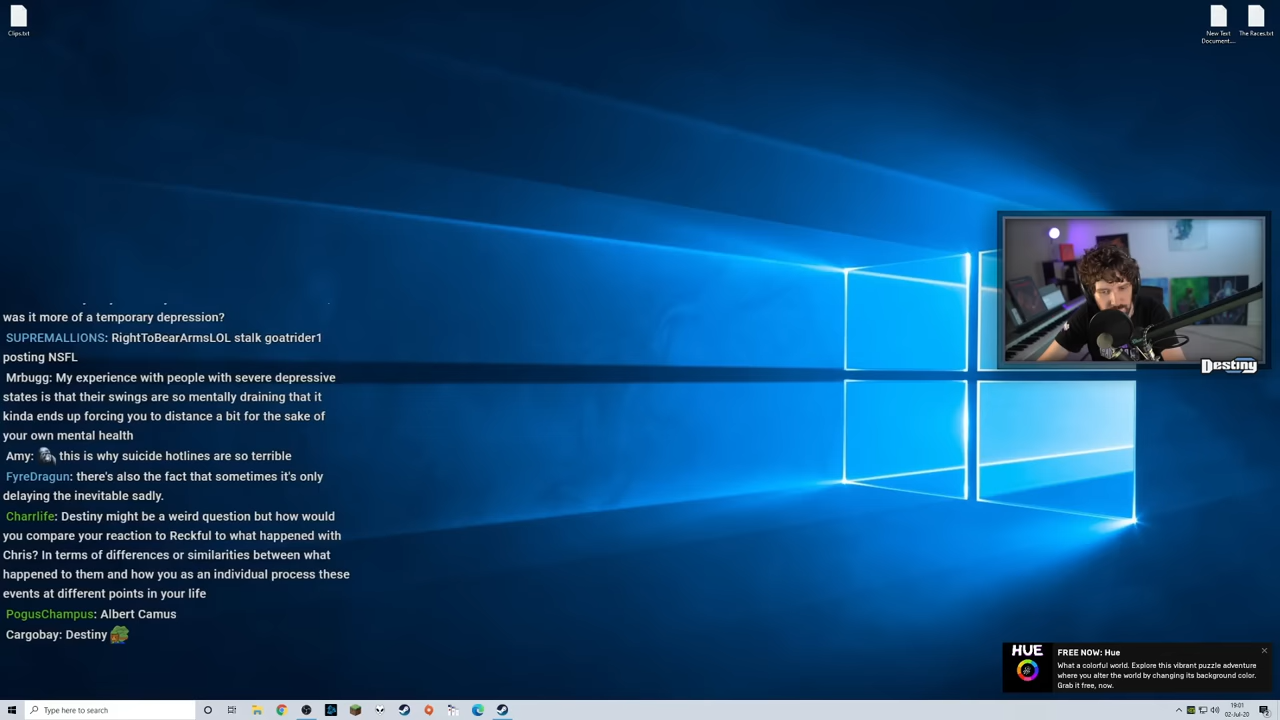 Clips.txt
New Text
Document....
The Races.txt
was it more of a temporary depression?
SUPREMALLIONS: RightToBearArmsLOL stalk goatrider1
posting NSFL
Mrbugg: My experience with people with severe depressive
states is that their swings are so mentally draining that it
kinda ends up forcing you to distance a bit for the sake of
your own mental health
Amy: this is why suicide hotlines are so terrible
FyreDragun: there's also the fact that sometimes it's only
delaying the inevitable sadly.
Charrlife: Destiny might be a weird question but how would
you compare your reaction to Reckful to what happened with
Chris? In terms of differences or similarities between what
happened to them and how you as an individual process these
events at different points in your life
PogusChampus: Albert Camus
Cargobay: Destiny
Destiny
HUE
FREE NOW: Hue
What a colorful world. Explore this vibrant puzzle adventure
where you alter the world by changing its background color.
Grab it free, now.
Type here to search
19:01
02-Jul-20